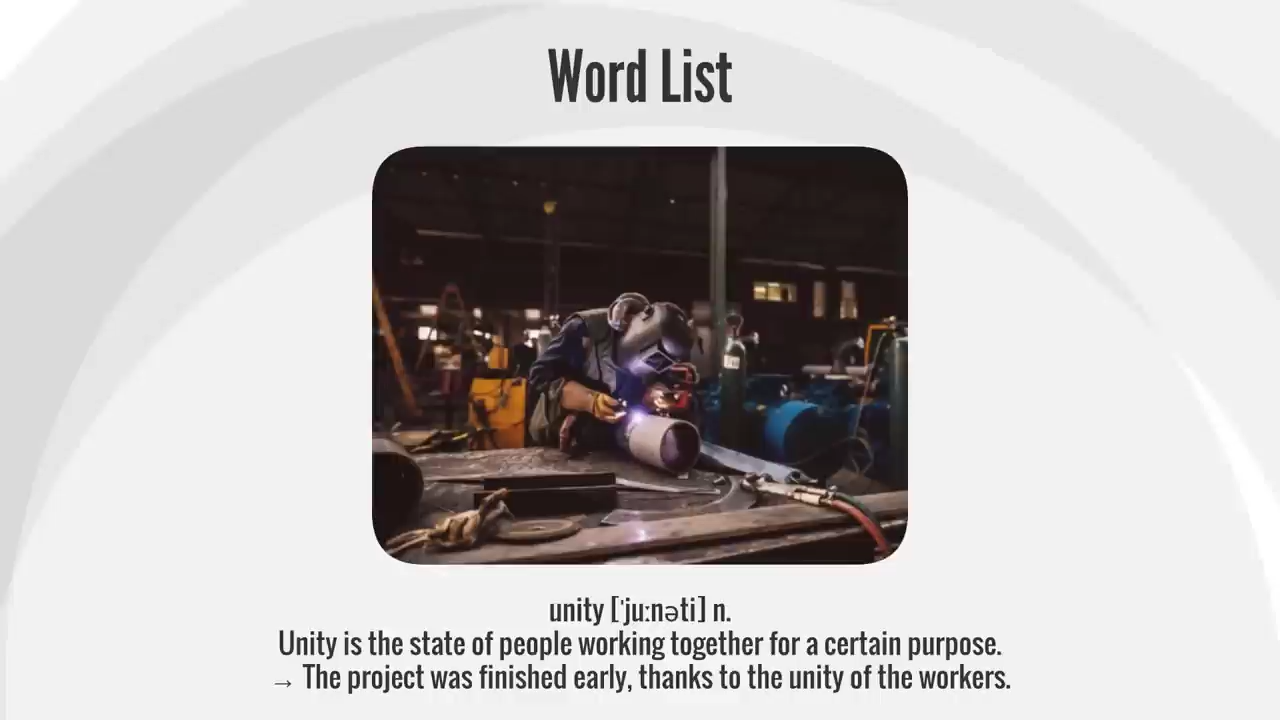 Word List
unity [ˈjuːnəti] n.
Unity is the state of people working together for a certain purpose.
→ The project was finished early, thanks to the unity of the workers.